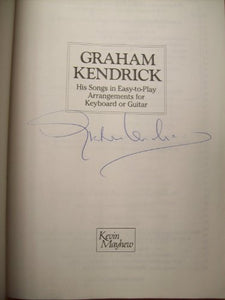 GRAHAM
KENDRICK
His Songs in Easy-to-Play
Arrangements for
Keyboard or Guitar
Kevin
Mayhew